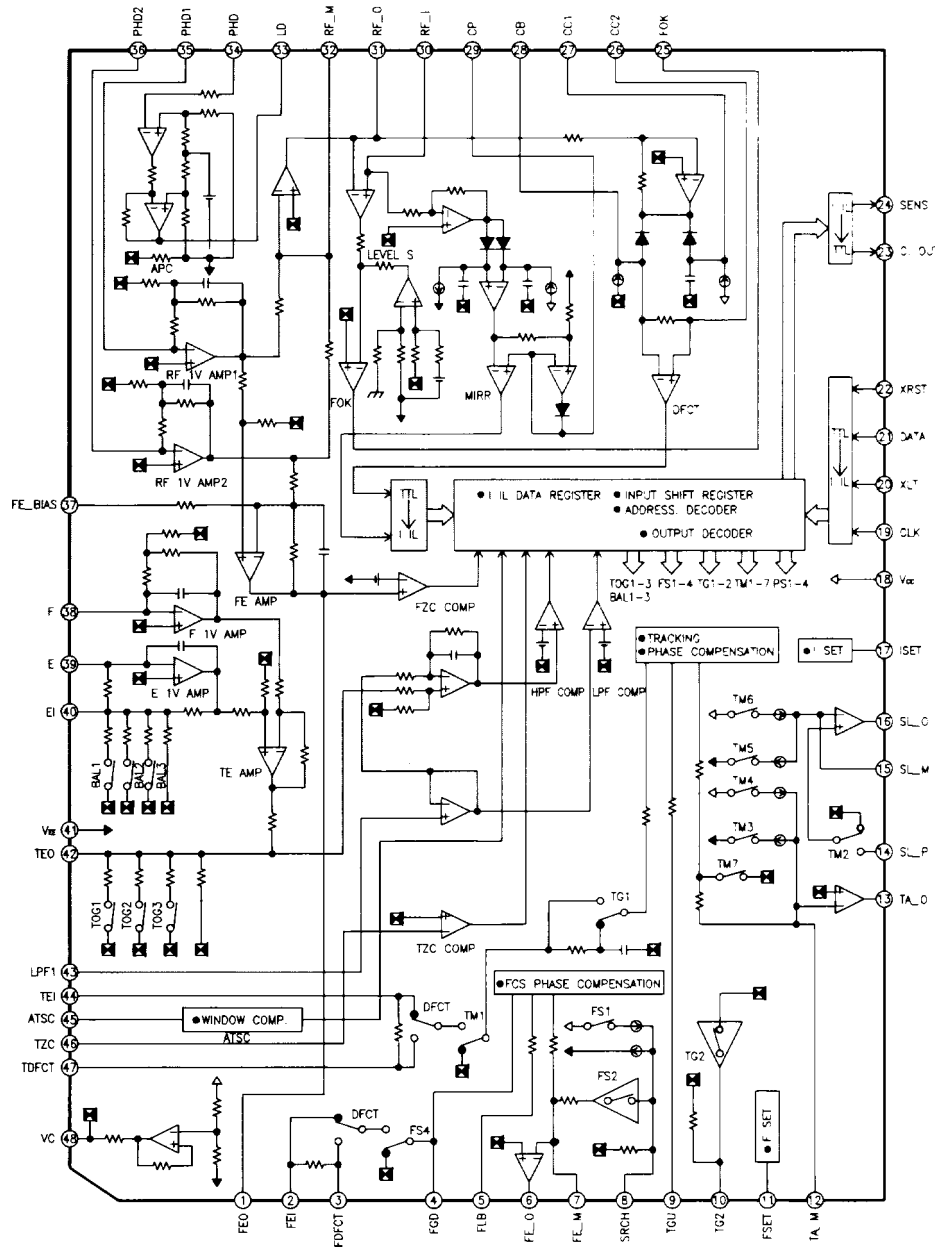 PHD2
PHD1
PHD
LD
RF_M
RF_O
RF_I
CP
CB
CC1
CC2
FOK
36
35
34
33
32
31
30
29
28
27
26
25
APC
LEVEL S
RF 1V AMP1
FOK
MIRR
DFCT
RF 1V AMP2
24 SENS
23
22 XRST
21 DATA
20 XLT
19 CLK
18
FE_BIAS 37
TTL
IIL
● IIL DATA REGISTER
● INPUT SHIFT REGISTER
● ADDRESS. DECODER
● OUTPUT DECODER
TOG1-3
BAL1-3
FS1-4
TG1-2
TM1-7
PS1-4
FE AMP
FZC COMP
F 38
F 1V AMP
E 39
E 1V AMP
EI 40
HPF COMP
LPF COMP
● TRACKING
● PHASE COMPENSATION
17 ISET
TM6
16
15 SL_M
TM5
TM4
TM3
TM2
14 SL_P
TM7
13 TA_O
BAL1
BAL2
BAL3
TE AMP
41
TEO 42
TOG1
TOG2
TOG3
TG1
TZC COMP
LPF1 43
TEI 44
ATSC 45
TZC 46
TDFCT 47
● WINDOW COMP.
ATSC
DFCT
TM1
● FCS PHASE COMPENSATION
FS1
FS2
TG2
VC 48
DFCT
FS4
● F SET
1
2
3
4
5
6
7
8
9
10
11
12
FEO
FEI
FDFCT
FGD
FLB
FE_O
FE_M
SRCH
TGU
TG2
FSET
TA_M